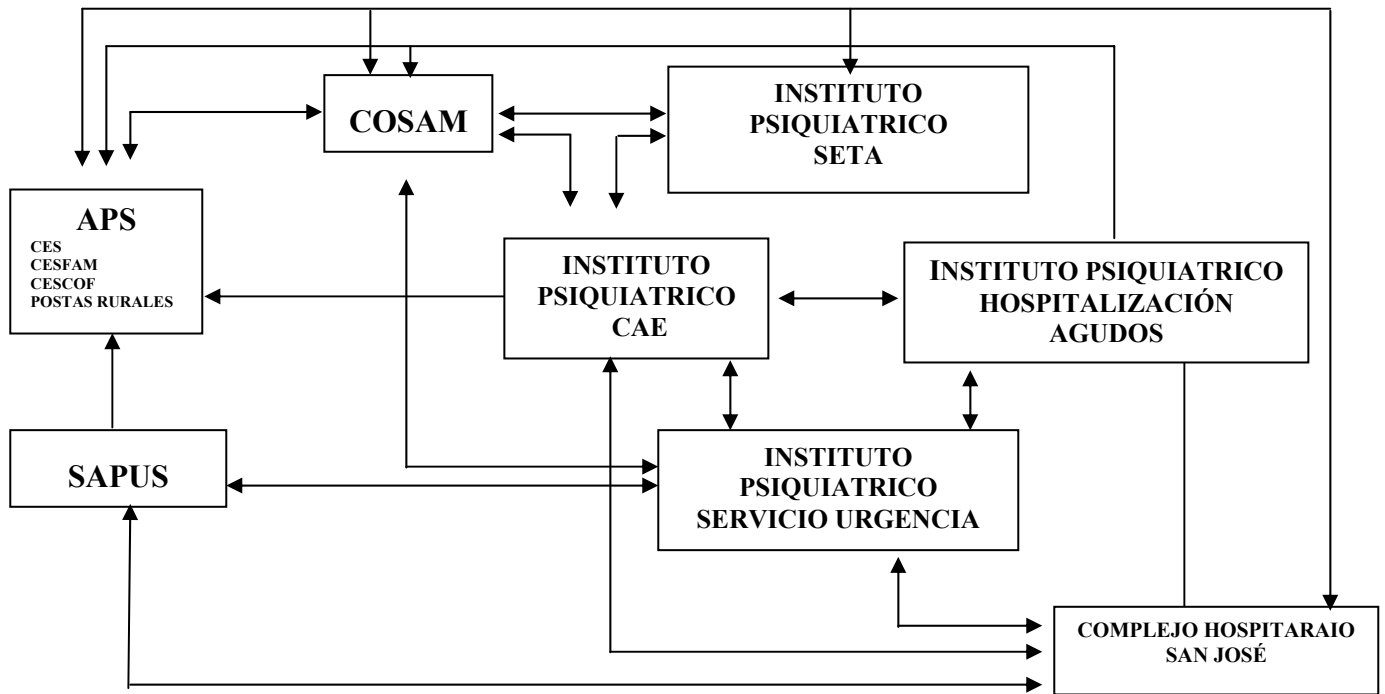 COSAM
INSTITUTO
PSIQUIATRICO
SETA
APS
CES
CESFAM
CESCOF
POSTAS RURALES
INSTITUTO
PSIQUIATRICO
CAE
INSTITUTO PSIQUIATRICO
HOSPITALIZACIÓN
AGUDOS
SAPUS
INSTITUTO
PSIQUIATRICO
SERVICIO URGENCIA
COMPLEJO HOSPITARAIO
SAN JOSÉ